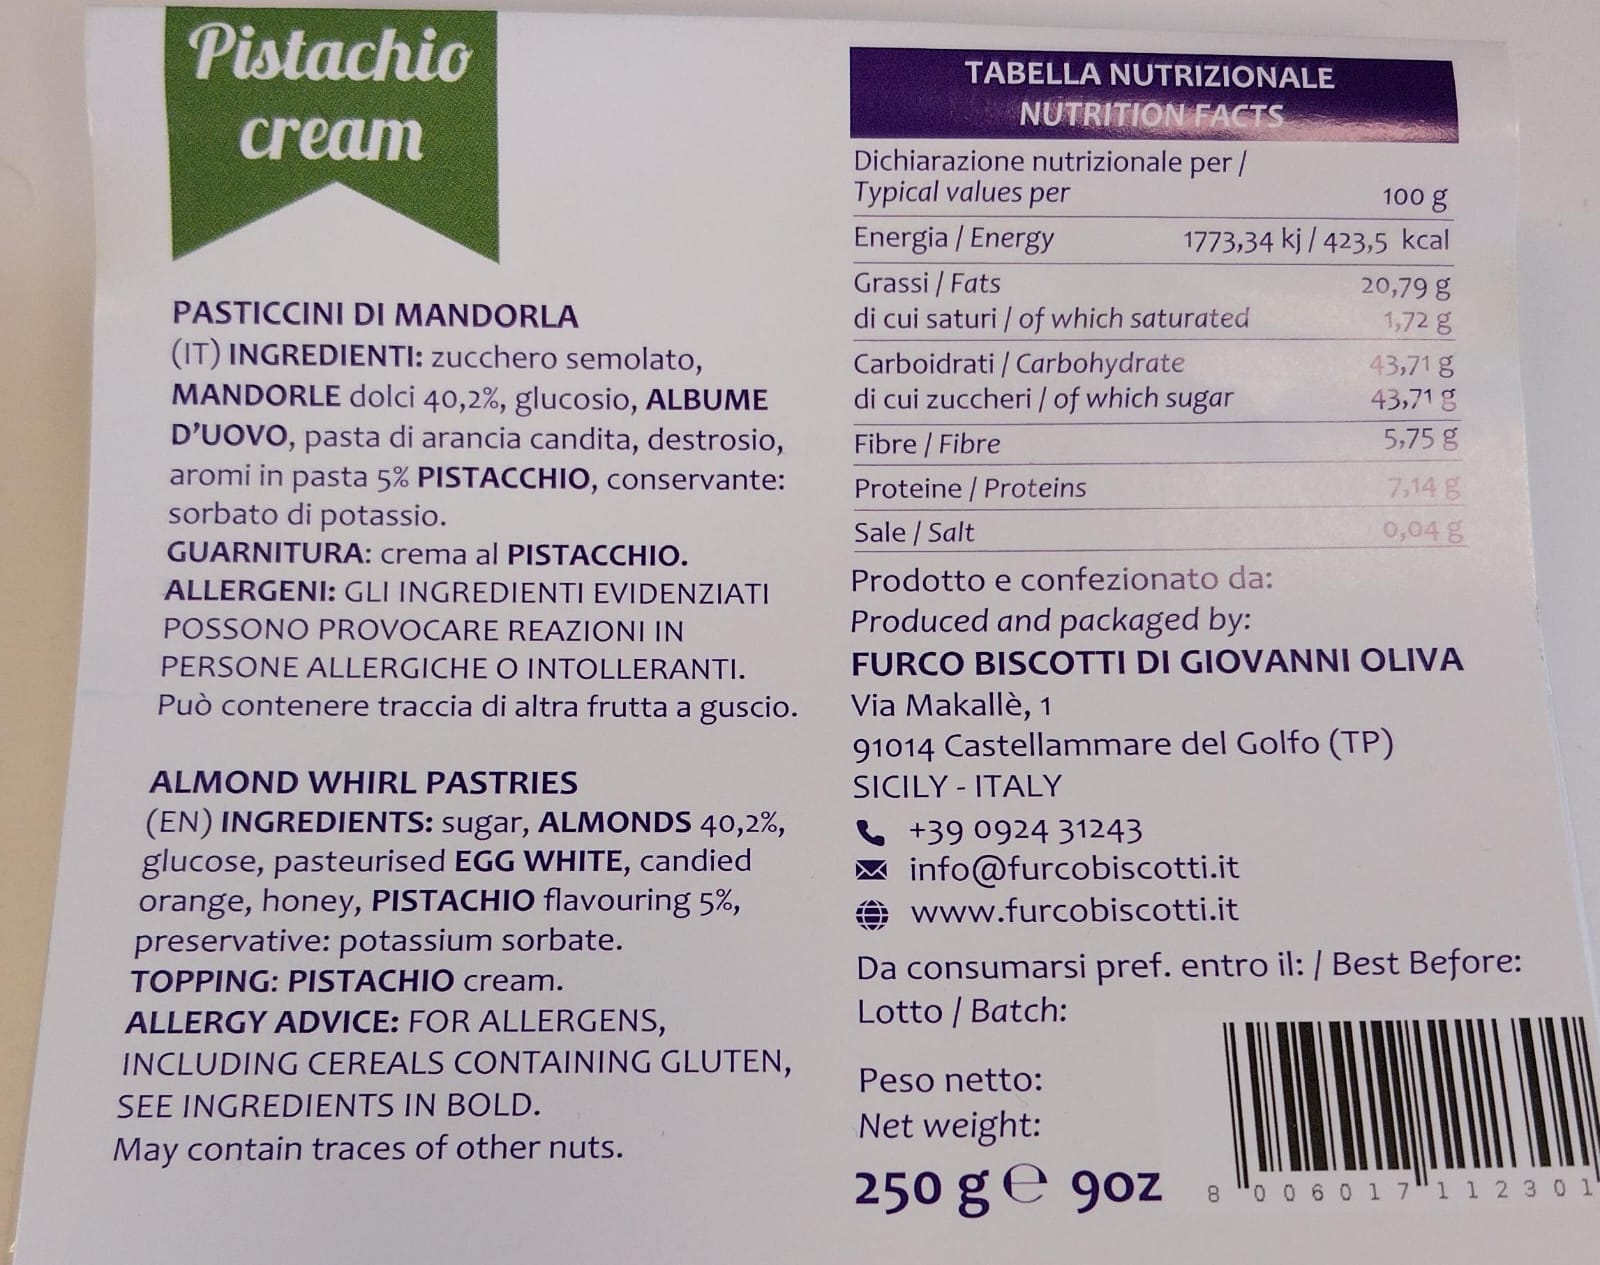 Pistachio
cream
PASTICCINI DI MANDORLA
(IT) INGREDIENTI: zucchero semolato,
MANDORLE dolci 40,2%, glucosio, ALBUME
D'UOVO, pasta di arancia candita, destrosio,
aromi in pasta 5% PISTACCHIO, conservante:
sorbato di potassio.
GUARNITURA: crema al PISTACCHIO.
ALLERGENI: GLI INGREDIENTI EVIDENZIATI
POSSONO PROVOCARE REAZIONI IN
PERSONE ALLERGICHE O INTOLLERANTI.
Può contenere traccia di altra frutta a guscio.
ALMOND WHIRL PASTRIES
(EN) INGREDIENTS: sugar, ALMONDS 40,2%,
glucose, pasteurised EGG WHITE, candied
orange, honey, PISTACHIO flavouring 5%,
preservative: potassium sorbate.
TOPPING: PISTACHIO cream.
ALLERGY ADVICE: FOR ALLERGENS,
INCLUDING CEREALS CONTAINING GLUTEN,
SEE INGREDIENTS IN BOLD.
May contain traces of other nuts.
TABELLA NUTRIZIONALE
NUTRITION FACTS
Dichiarazione nutrizionale per /
Typical values per 100 g
Energia / Energy 1773,34 kj / 423,5 kcal
Grassi / Fats 20,79 g
di cui saturi / of which saturated 1,72 g
Carboidrati / Carbohydrate 43,71 g
di cui zuccheri / of which sugar 43,71 g
Fibre / Fibre 5,75 g
Proteine / Proteins 7,14 g
Sale / Salt 0,04 g
Prodotto e confezionato da:
Produced and packaged by:
FURCO BISCOTTI DI GIOVANNI OLIVA
Via Makallè, 1
91014 Castellammare del Golfo (TP)
SICILY - ITALY
+39 0924 31243
info@furcobiscotti.it
www.furcobiscotti.it
Da consumarsi pref. entro il: / Best Before:
Lotto / Batch:
Peso netto:
Net weight:
250 g ℮ 9oz
8 006017 112301